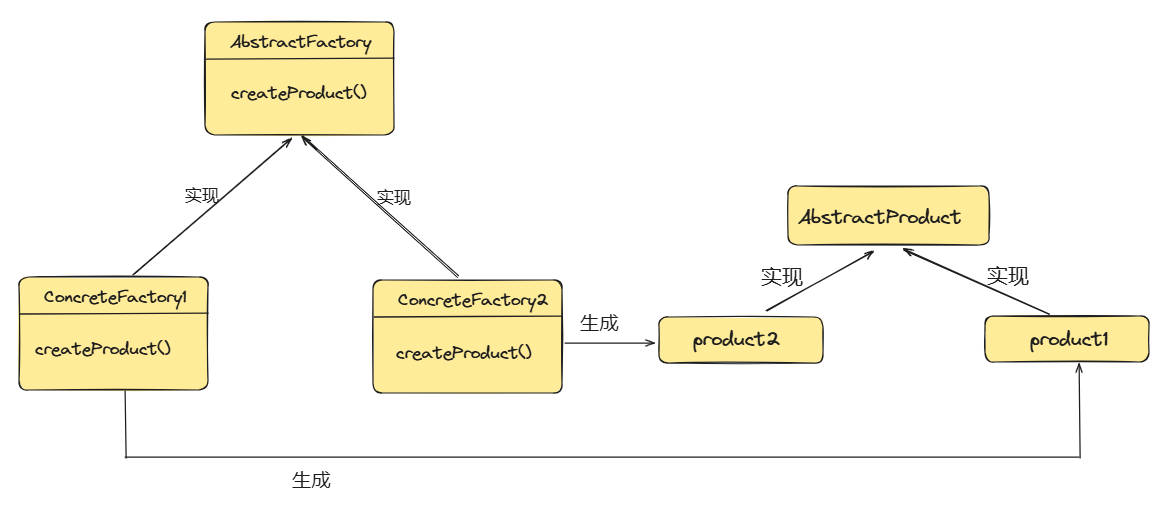 AbstractFactory
createProduct()
实现
实现
AbstractProduct
实现
实现
ConcreteFactory1
createProduct()
ConcreteFactory2
createProduct()
生成
product2
product1
生成